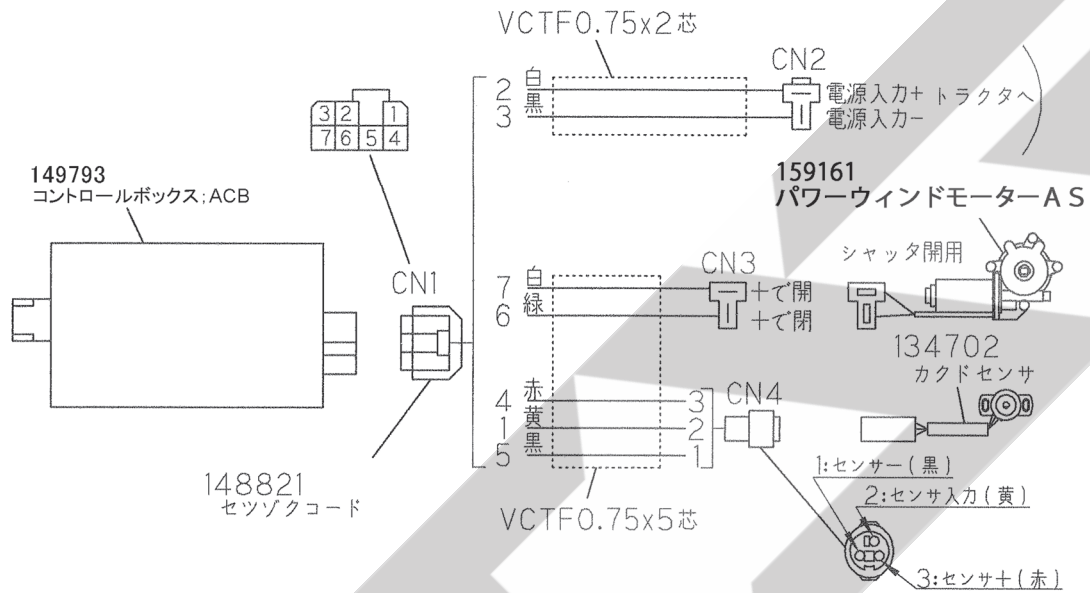 VCTF0.75x2芯
CN2
2 白
3 黒
電源入力+
電源入力-
トラクタへ
3 2 1
7 6 5 4
149793
コントロールボックス;ACB
159161
パワーウィンドモーターAS
シャッタ開用
CN1
CN3
7 白
6 緑
+で開
+で閉
134702
カクドセンサ
CN4
4 赤 3
1 黄 2
5 黒 1
148821
セツゾクコード
VCTF0.75x5芯
1:センサー(黒)
2:センサ入力(黄)
3:センサ+(赤)